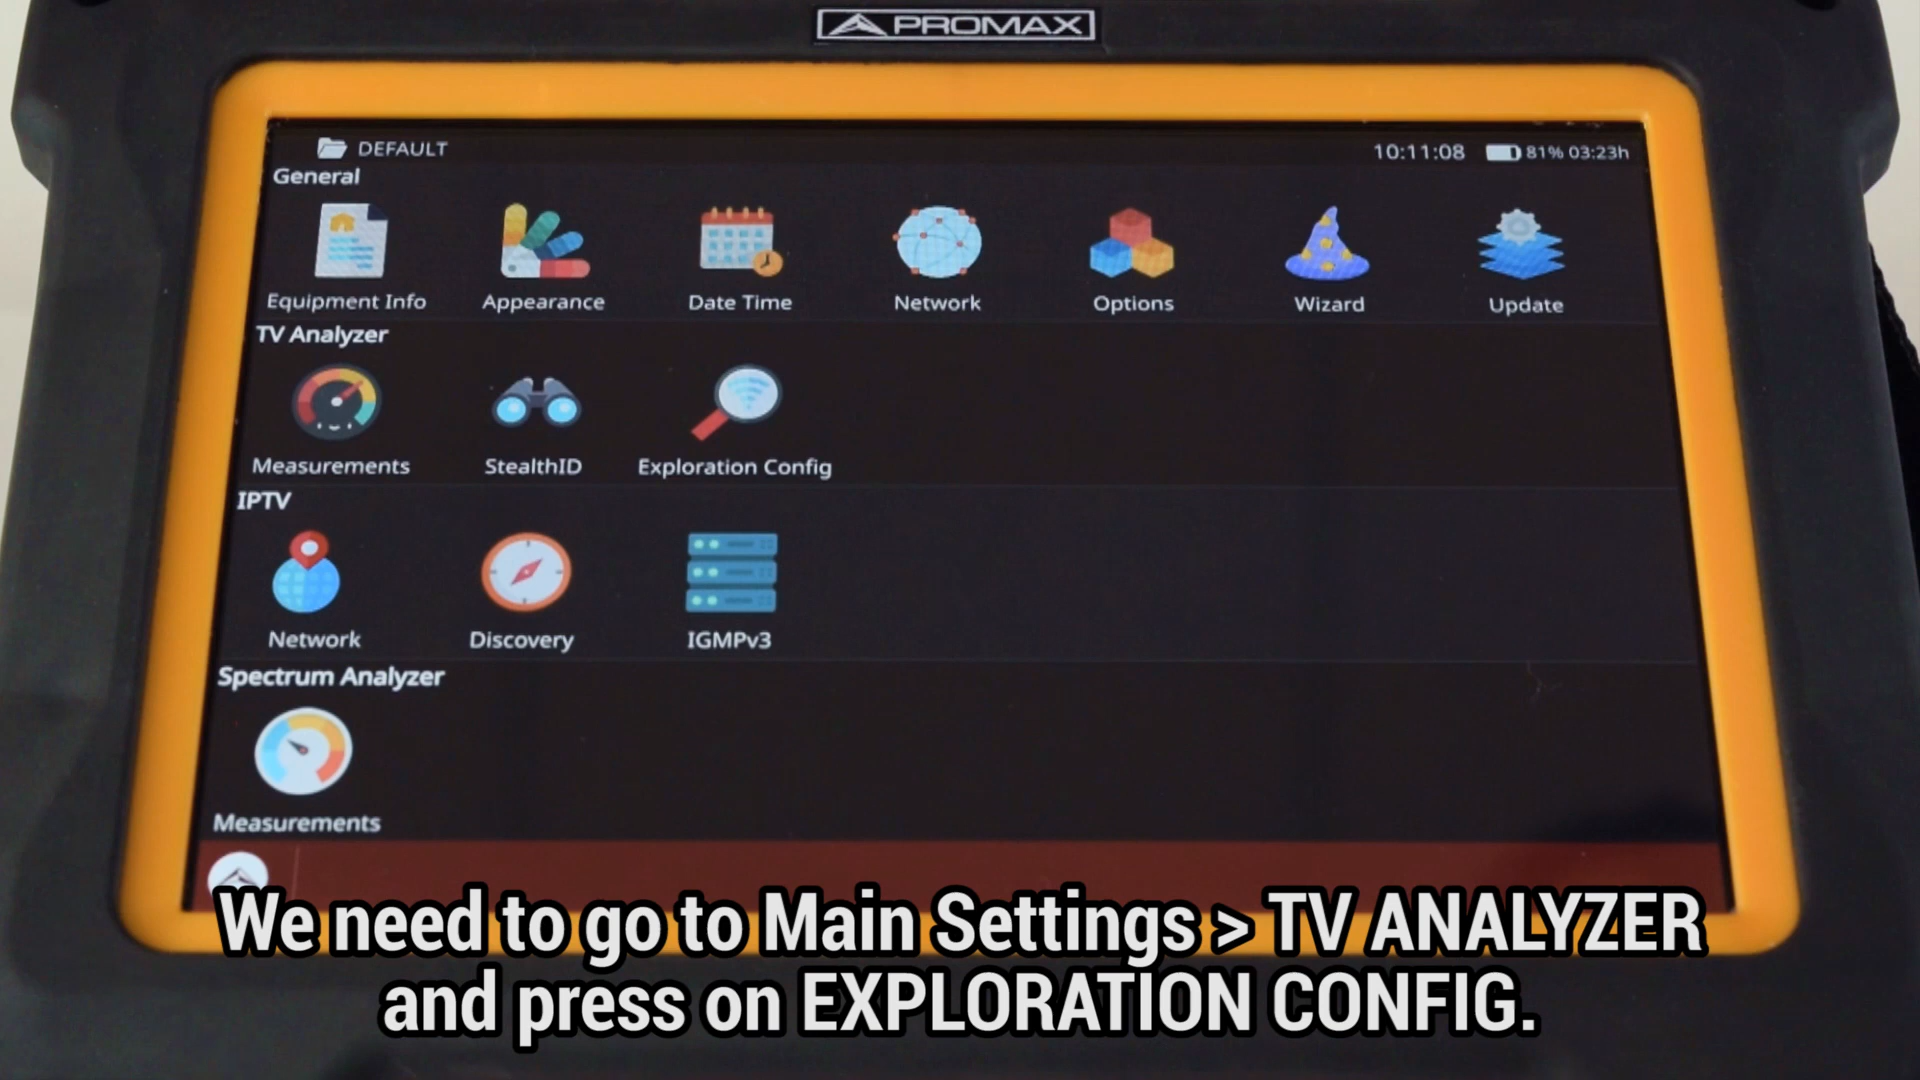 PROMAX
DEFAULT
10:11:08 81% 03:23h
General
Equipment Info Appearance Date Time Network Options Wizard Update
TV Analyzer
Measurements StealthID Exploration Config
IPTV
Network Discovery IGMPv3
Spectrum Analyzer
Measurements
We need to go to Main Settings > TV ANALYZER
and press on EXPLORATION CONFIG.